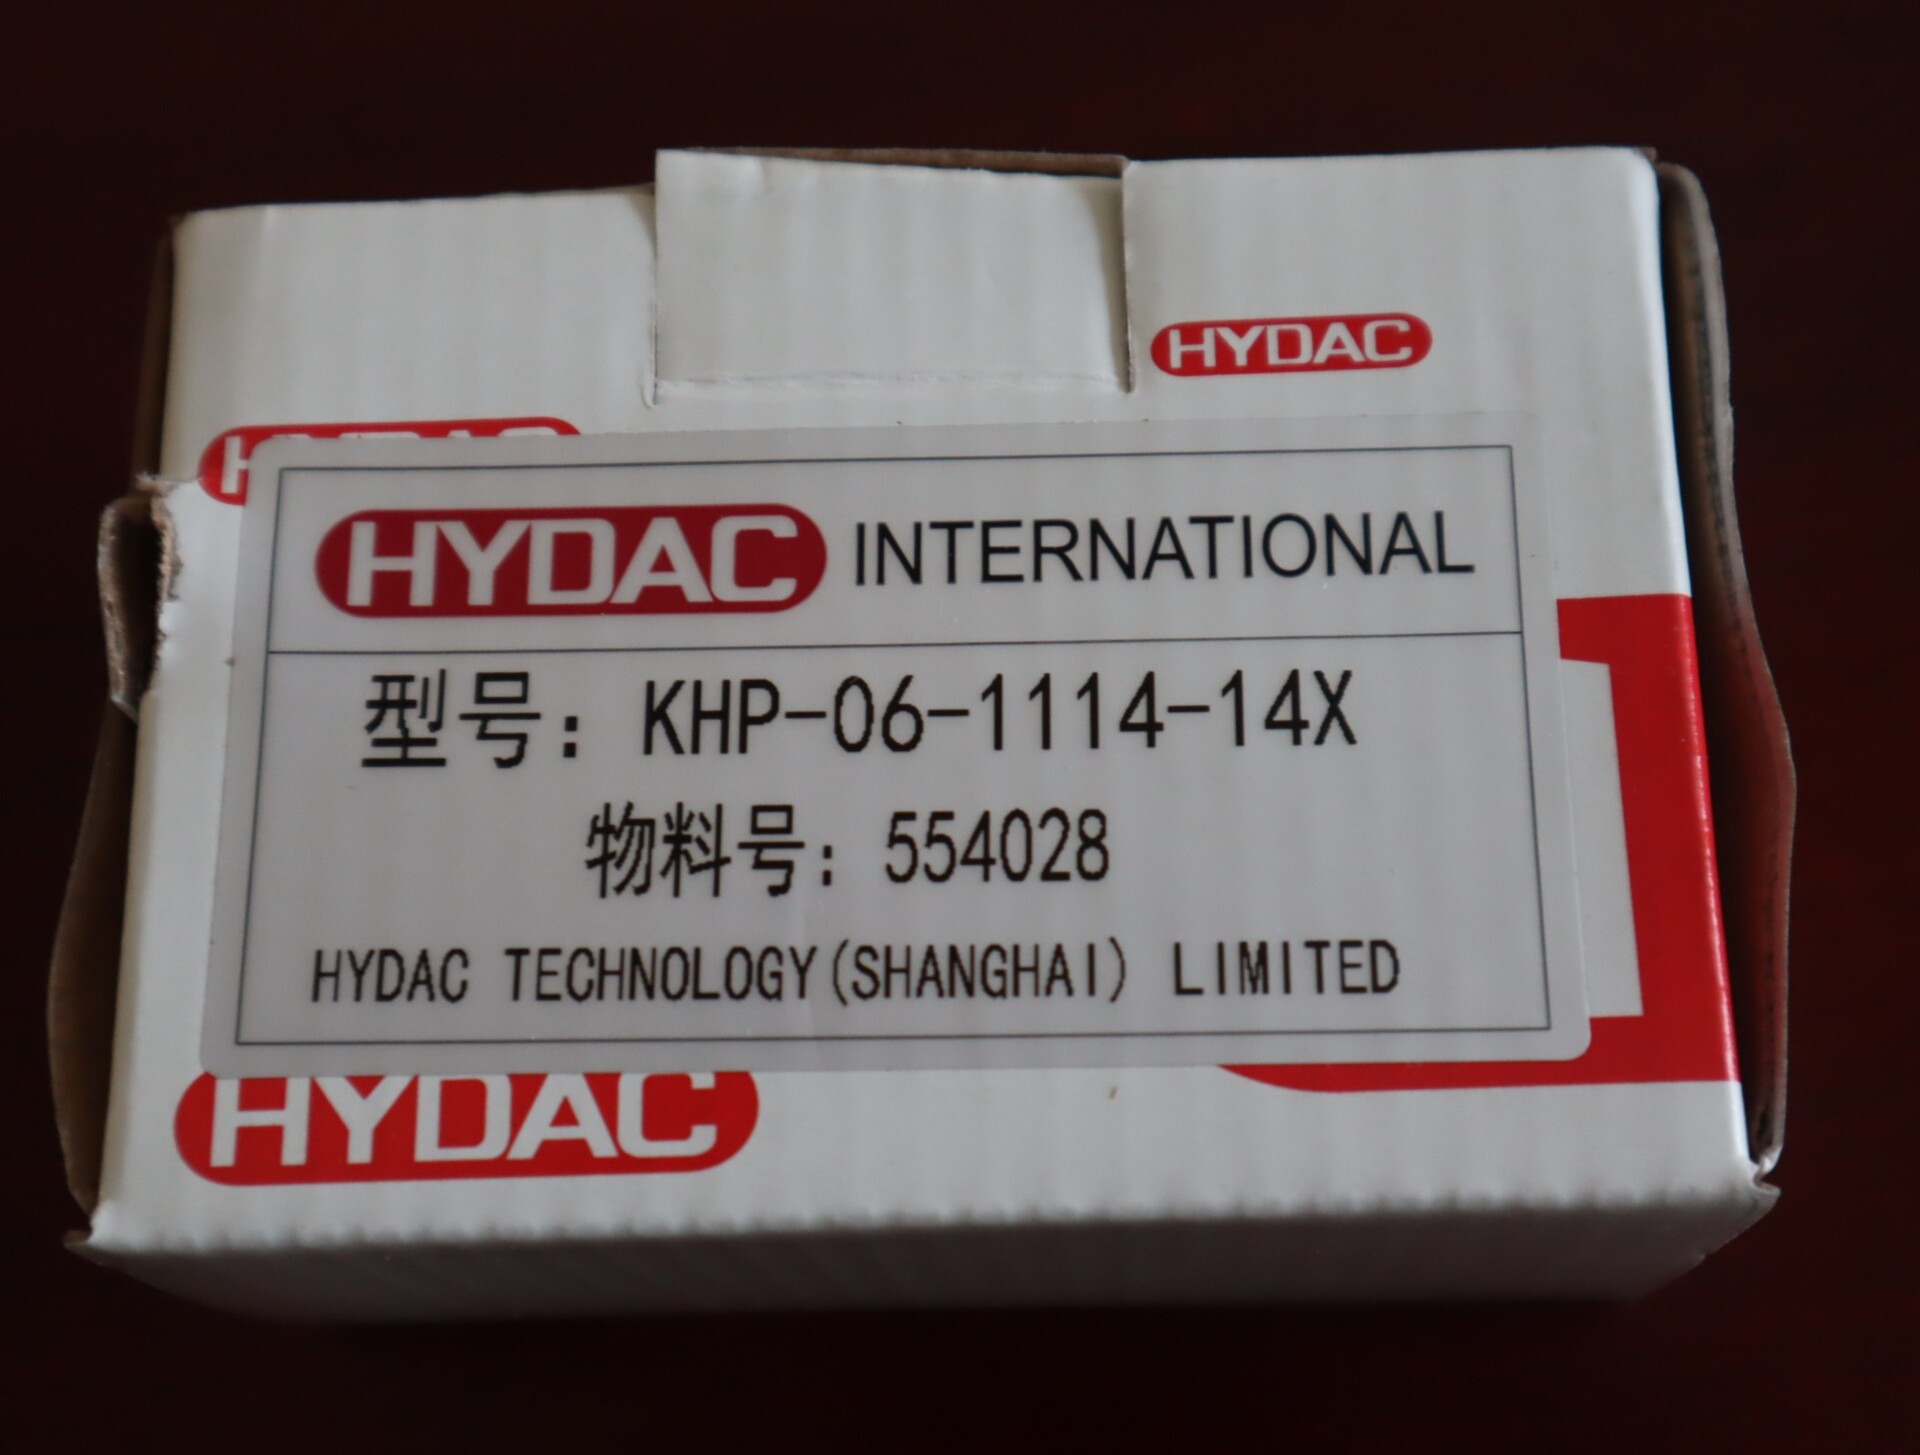 HYDAC
HYDAC INTERNATIONAL
型号: KHP-06-1114-14X
物料号: 554028
HYDAC TECHNOLOGY(SHANGHAI) LIMITED
HYDAC